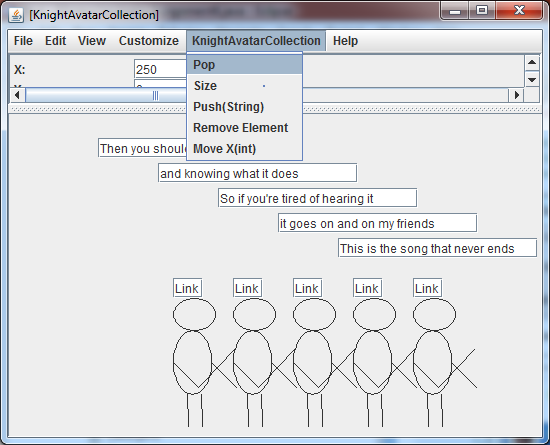 [KnightAvatarCollection]
File Edit View Customize KnightAvatarCollection Help
X: 250
Pop
Size
Push(String)
Remove Element
Move X(int)
Then you should
and knowing what it does
So if you're tired of hearing it
it goes on and on my friends
This is the song that never ends
Link Link Link Link Link